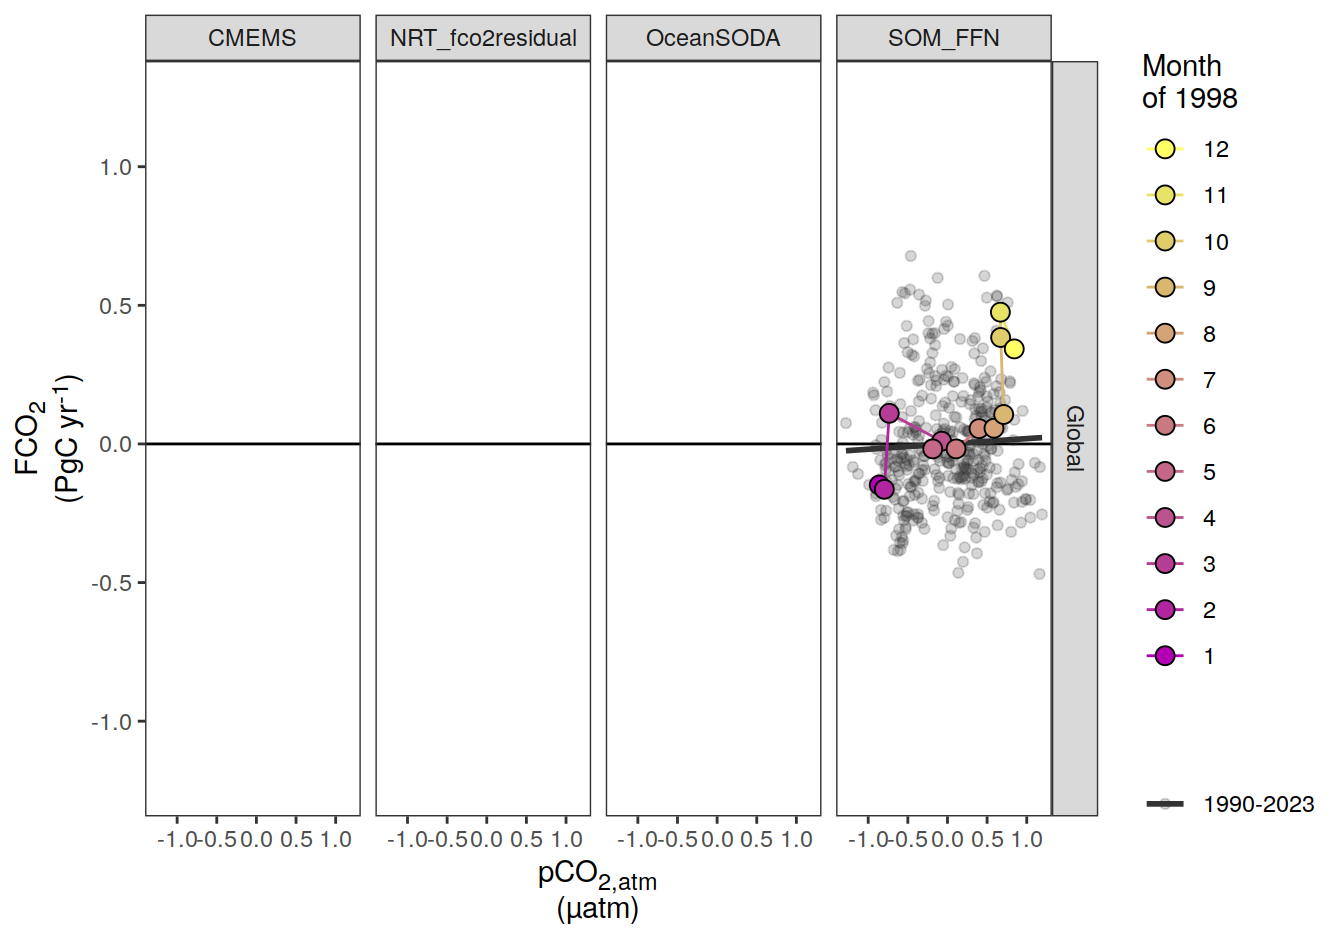 CMEMS NRT_fco2residual OceanSODA SOM_FFN
Month
of 1998
12
11
10
9
8
7
6
5
4
3
2
1
1990-2023
Global
FCO2
(PgC yr-1)
1.0
0.5
0.0
-0.5
-1.0
-1.0 -0.5 0.0 0.5 1.0 -1.0 -0.5 0.0 0.5 1.0 -1.0 -0.5 0.0 0.5 1.0 -1.0 -0.5 0.0 0.5 1.0
pCO2,atm
(µatm)